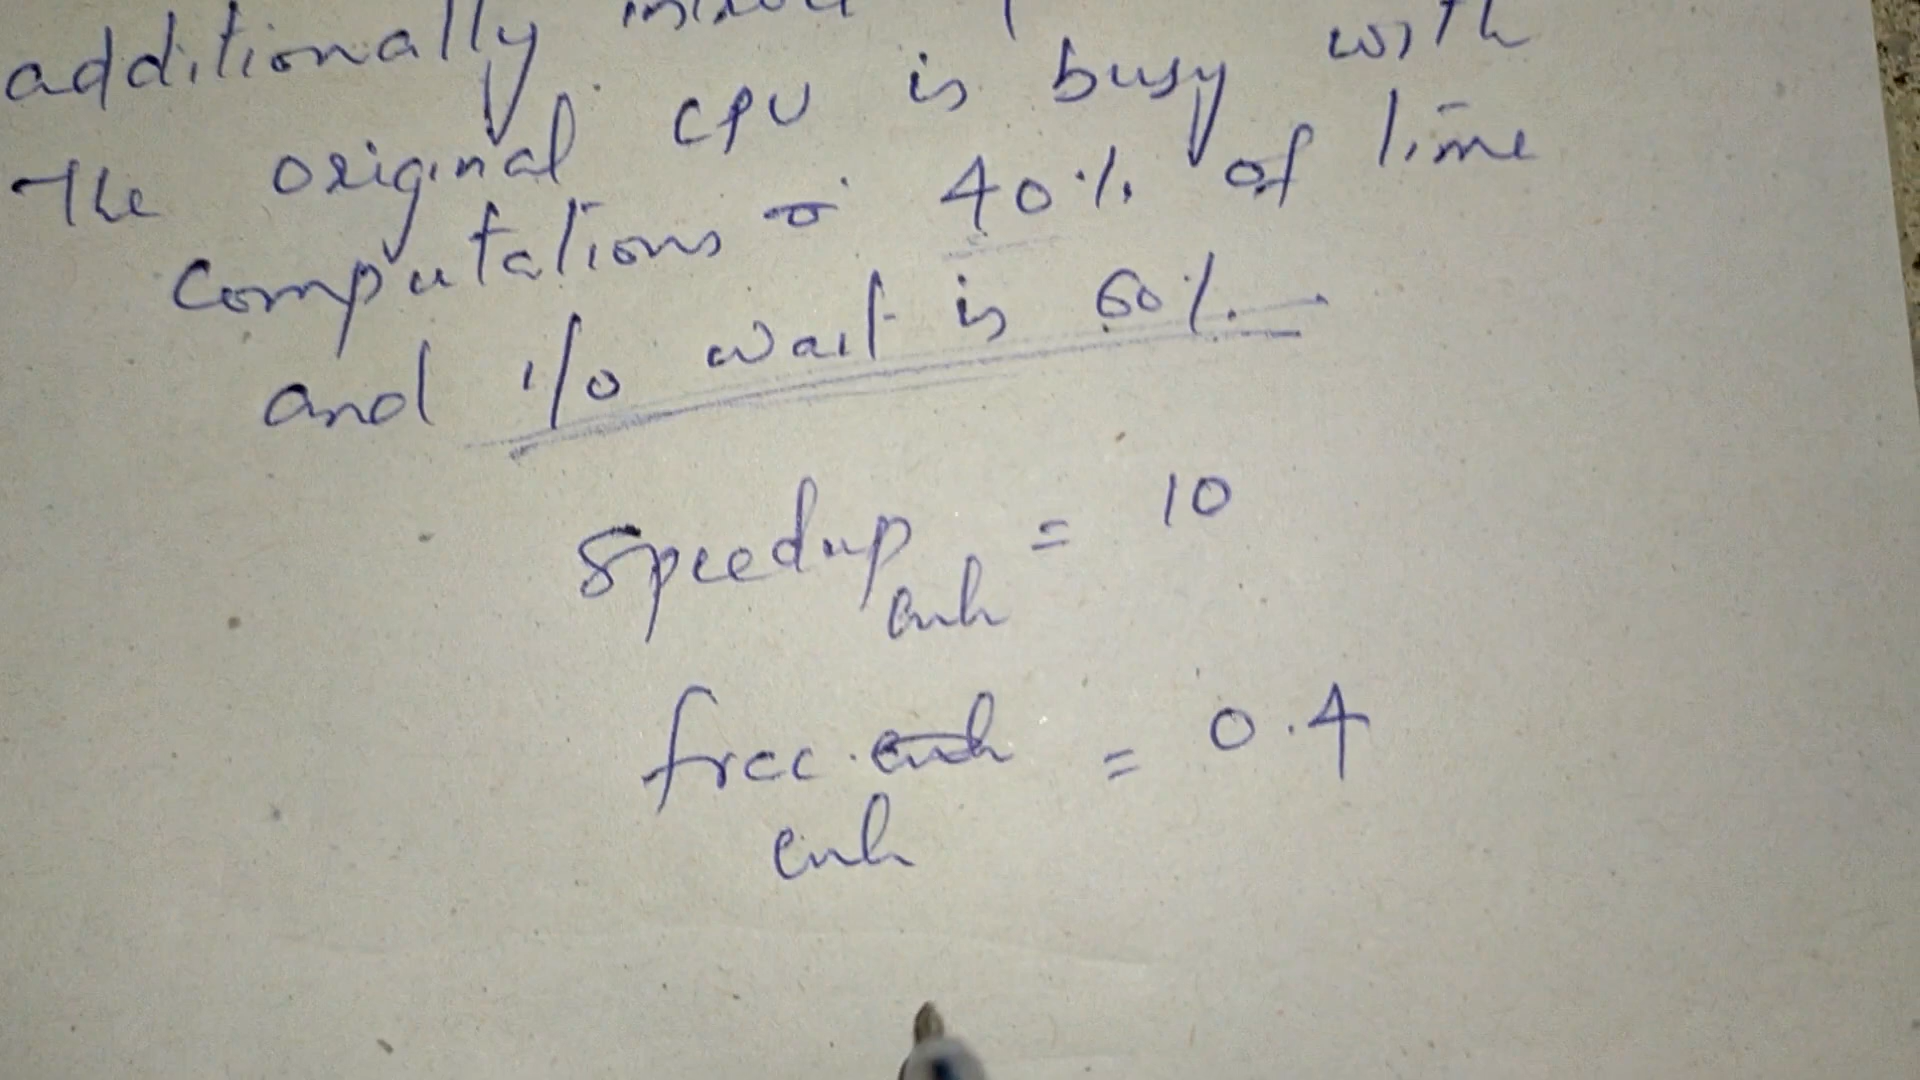 additionally
The original CPU is busy with
computations 40% of time
and I/O wait is 60%.
Speedup enh = 10
frac. enh = 0.4
enh